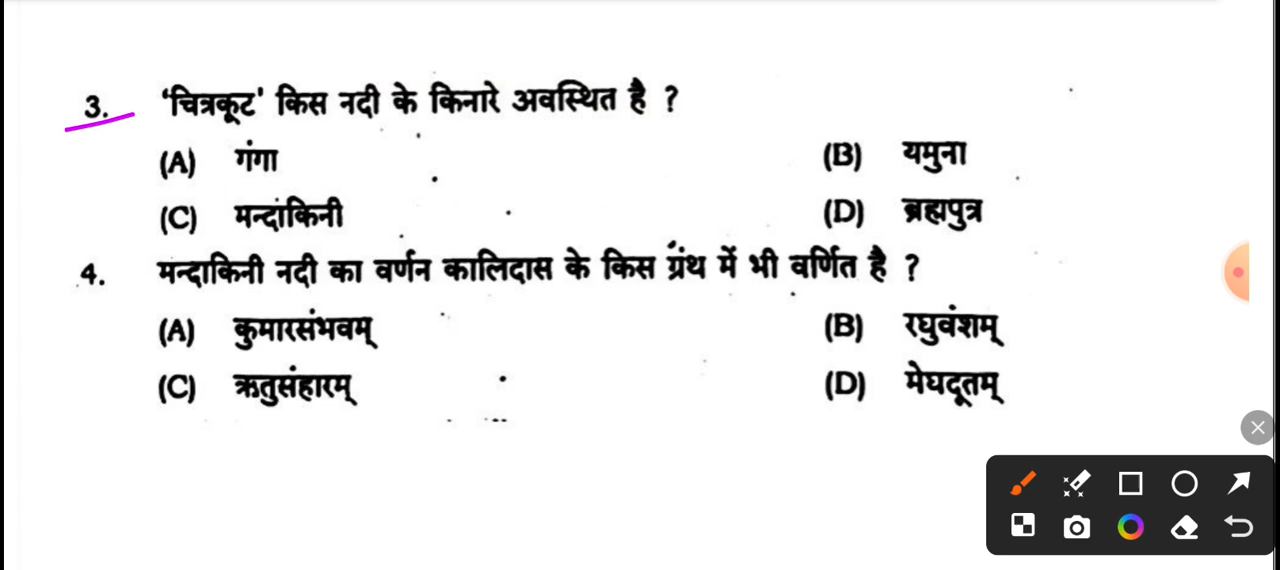 3. 'चित्रकूट' किस नदी के किनारे अवस्थित है ?
(A) गंगा (B) यमुना
(C) मन्दाकिनी (D) ब्रह्मपुत्र
4. मन्दाकिनी नदी का वर्णन कालिदास के किस ग्रंथ में भी वर्णित है ?
(A) कुमारसंभवम् (B) रघुवंशम्
(C) ऋतुसंहारम् (D) मेघदूतम्